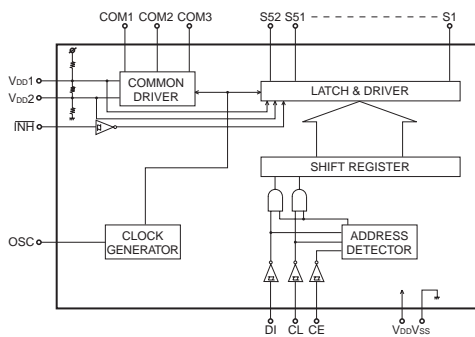 COM1 COM2 COM3 S52 S51 S1
VDD1
COMMON
DRIVER
LATCH & DRIVER
VDD2
INH
SHIFT REGISTER
OSC
CLOCK
GENERATOR
ADDRESS
DETECTOR
DI CL CE VDD VSS